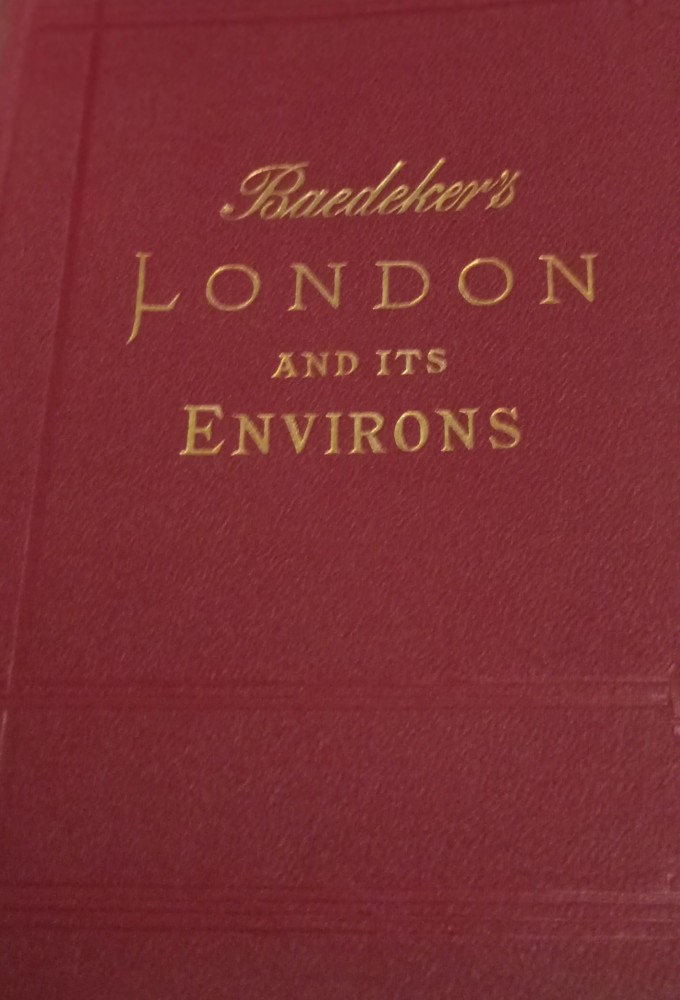 Baedeker's
LONDON
AND ITS
ENVIRONS